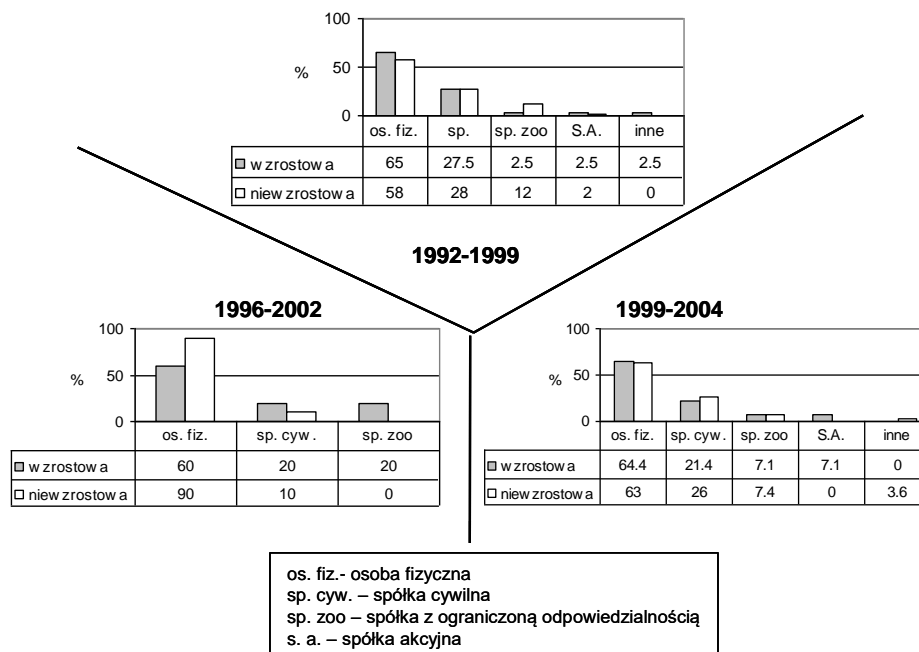 100
%
50
0
os. fiz. sp. sp. zoo S.A. inne
w zrostow a 65 27.5 2.5 2.5 2.5
niew zrostow a 58 28 12 2 0
1992-1999
1996-2002
100
%
50
0
os. fiz. sp. cyw . sp. zoo
w zrostow a 60 20 20
niew zrostow a 90 10 0
1999-2004
100
%
50
0
os. fiz. sp. cyw . sp. zoo S.A. inne
w zrostow a 64.4 21.4 7.1 7.1 0
niew zrostow a 63 26 7.4 0 3.6
os. fiz.- osoba fizyczna
sp. cyw. – spółka cywilna
sp. zoo – spółka z ograniczoną odpowiedzialnością
s. a. – spółka akcyjna